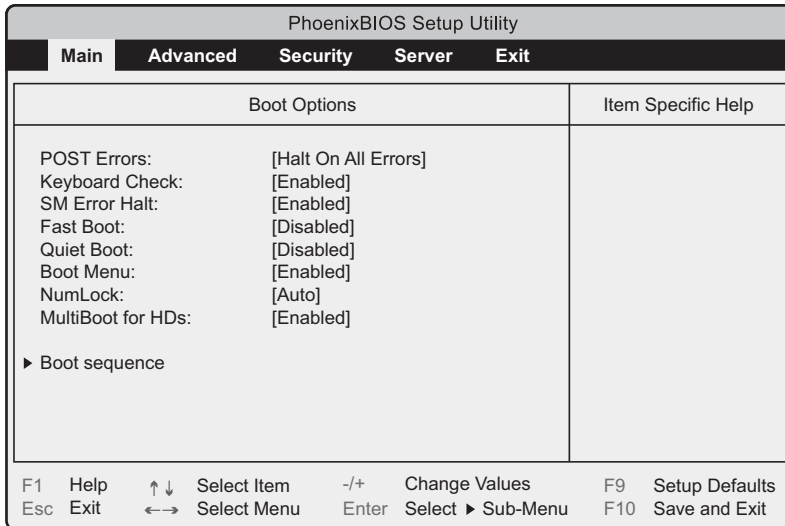 PhoenixBIOS Setup Utility
Main Advanced Security Server Exit
Boot Options
Item Specific Help
POST Errors: [Halt On All Errors]
Keyboard Check: [Enabled]
SM Error Halt: [Enabled]
Fast Boot: [Disabled]
Quiet Boot: [Disabled]
Boot Menu: [Enabled]
NumLock: [Auto]
MultiBoot for HDs: [Enabled]
▶ Boot sequence
F1 Help ↑↓ Select Item -/+ Change Values F9 Setup Defaults
Esc Exit ←→ Select Menu Enter Select ▶ Sub-Menu F10 Save and Exit